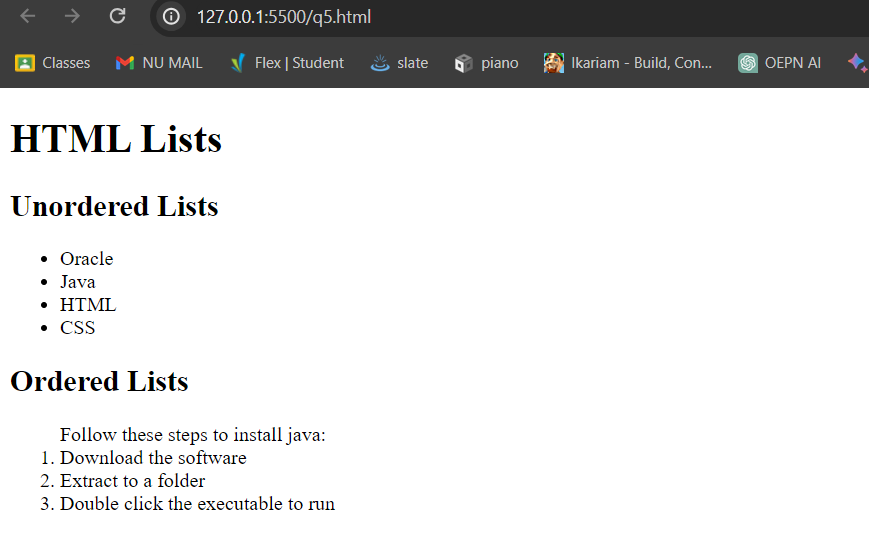 127.0.0.1:5500/q5.html
Classes NU MAIL Flex | Student slate piano Ikariam - Build, Con... OEPN AI
HTML Lists
Unordered Lists
• Oracle
• Java
• HTML
• CSS
Ordered Lists
Follow these steps to install java:
1. Download the software
2. Extract to a folder
3. Double click the executable to run